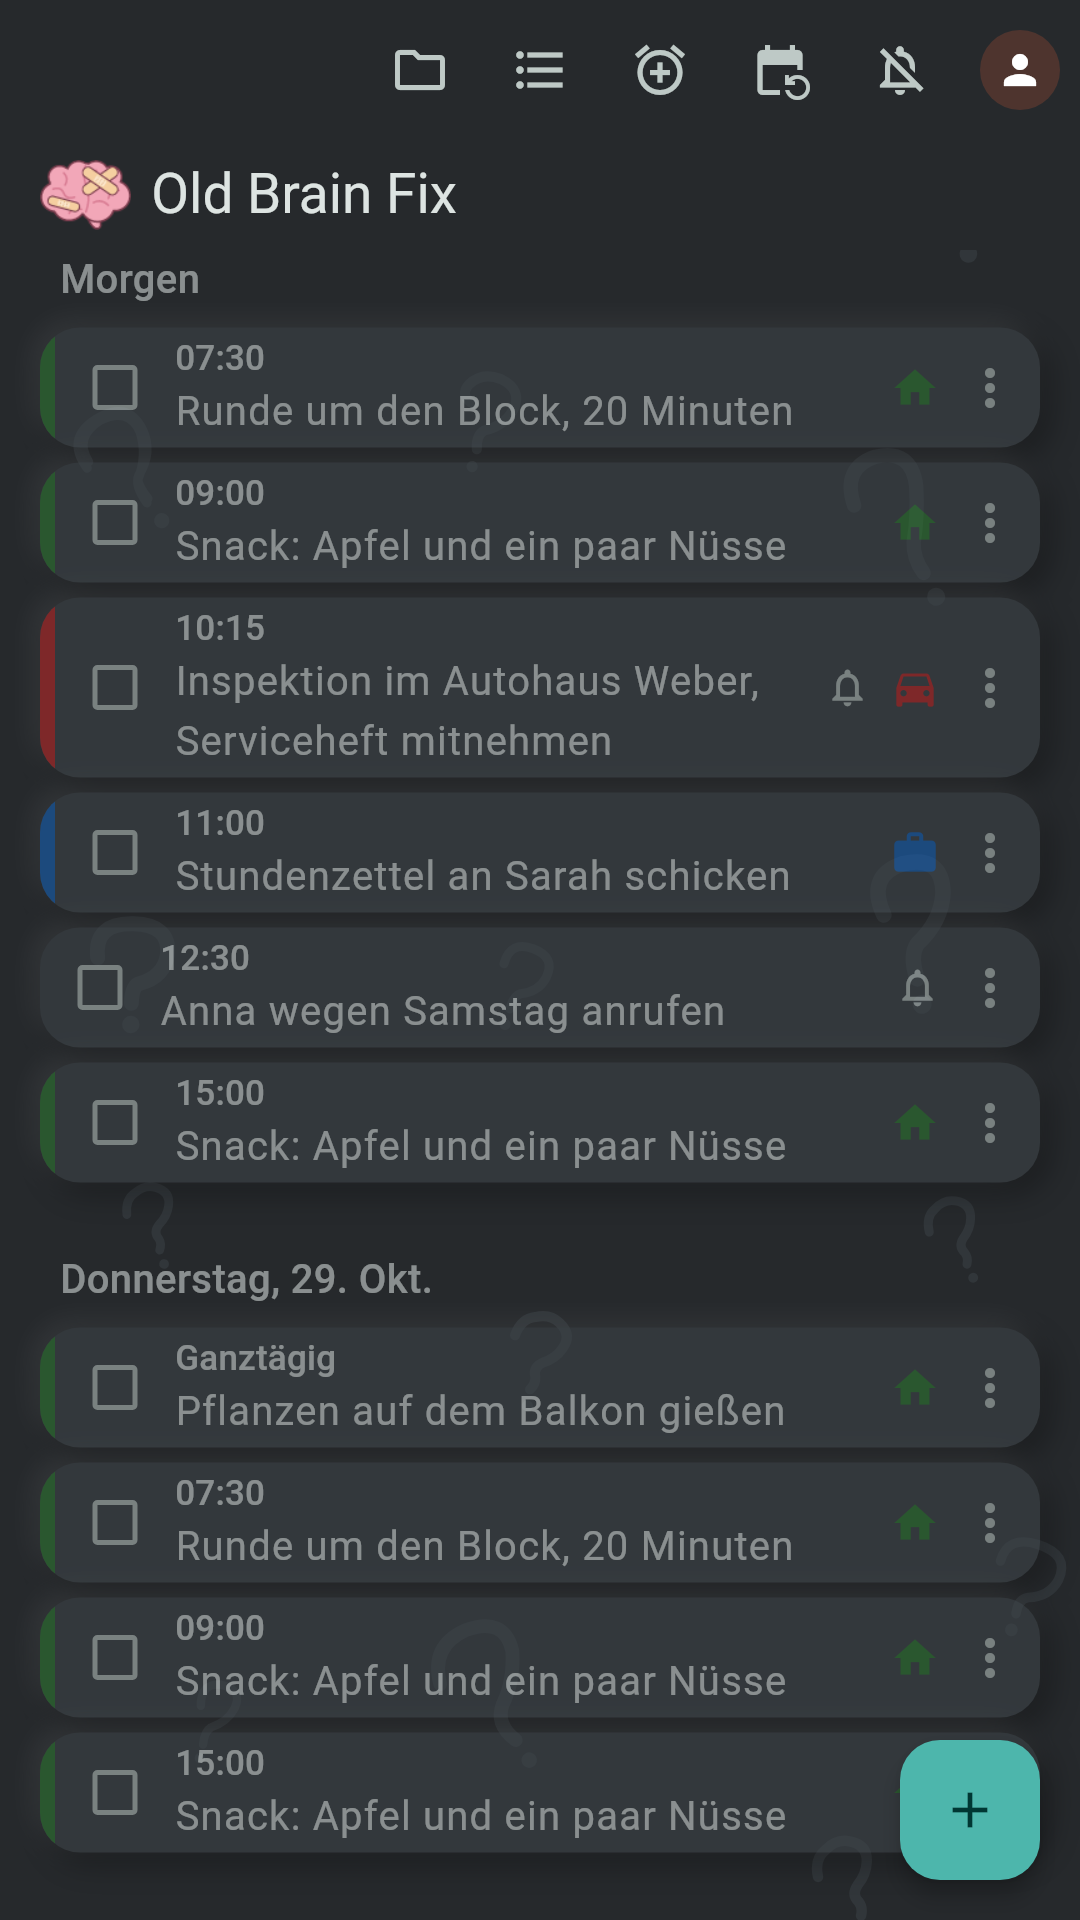 Old Brain Fix
Morgen
07:30
Runde um den Block, 20 Minuten
09:00
Snack: Apfel und ein paar Nüsse
10:15
Inspektion im Autohaus Weber,
Serviceheft mitnehmen
11:00
Stundenzettel an Sarah schicken
12:30
Anna wegen Samstag anrufen
15:00
Snack: Apfel und ein paar Nüsse
Donnerstag, 29. Okt.
Ganztägig
Pflanzen auf dem Balkon gießen
07:30
Runde um den Block, 20 Minuten
09:00
Snack: Apfel und ein paar Nüsse
15:00
Snack: Apfel und ein paar Nüsse